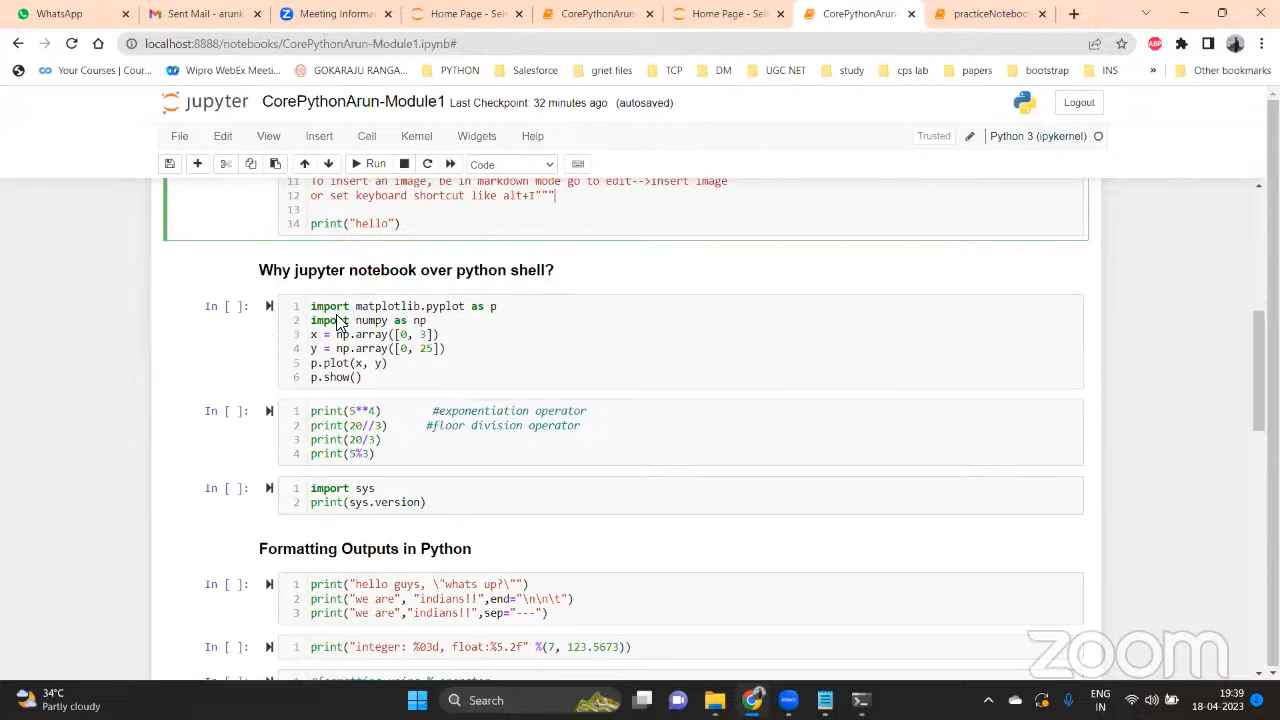 WhatsApp
Sent Mail - arunk
Meeting Informa
Home Page - Sele
CorePythonArun-
Home Page - Sele
CorePythonArun-
practiceNotebook
localhost:8888/notebooks/CorePythonArun-Module1.ipynb#
ABP
Your Courses | Cour...
Wipro WebEx Meeti...
GOKARAJU RANGA...
PYTHON
Salesforce
griet files
TCP
DM
UGC NET
study
cps lab
papers
bootstrap
INS
»
Other bookmarks
jupyter CorePythonArun-Module1 Last Checkpoint: 32 minutes ago (autosaved)
Logout
File Edit View Insert Cell Kernel Widgets Help
Trusted
Python 3 (ipykernel)
Run
Code
11 To insert an image, be in markdown mode go to edit-->insert image
12 or set keyboard shortcut like alt+I"""
13
14 print("hello")
Why jupyter notebook over python shell?
In [ ]: 1 import matplotlib.pyplot as p
2 import numpy as np
3 x = np.array([0, 3])
4 y = np.array([0, 25])
5 p.plot(x, y)
6 p.show()
In [ ]: 1 print(5**4) #exponentiation operator
2 print(20//3) #floor division operator
3 print(20/3)
4 print(5%3)
In [ ]: 1 import sys
2 print(sys.version)
Formatting Outputs in Python
In [ ]: 1 print("hello guys, \"whats up?\"")
2 print("we are", "indians!!",end="\n\n\t")
3 print("we are","indians!!",sep="---")
In [ ]: 1 print("integer: %03d, float:%5.2f" %(7, 123.5673))
zoom
34°C
Partly cloudy
Search
ENG
IN
19:39
18-04-2023
2